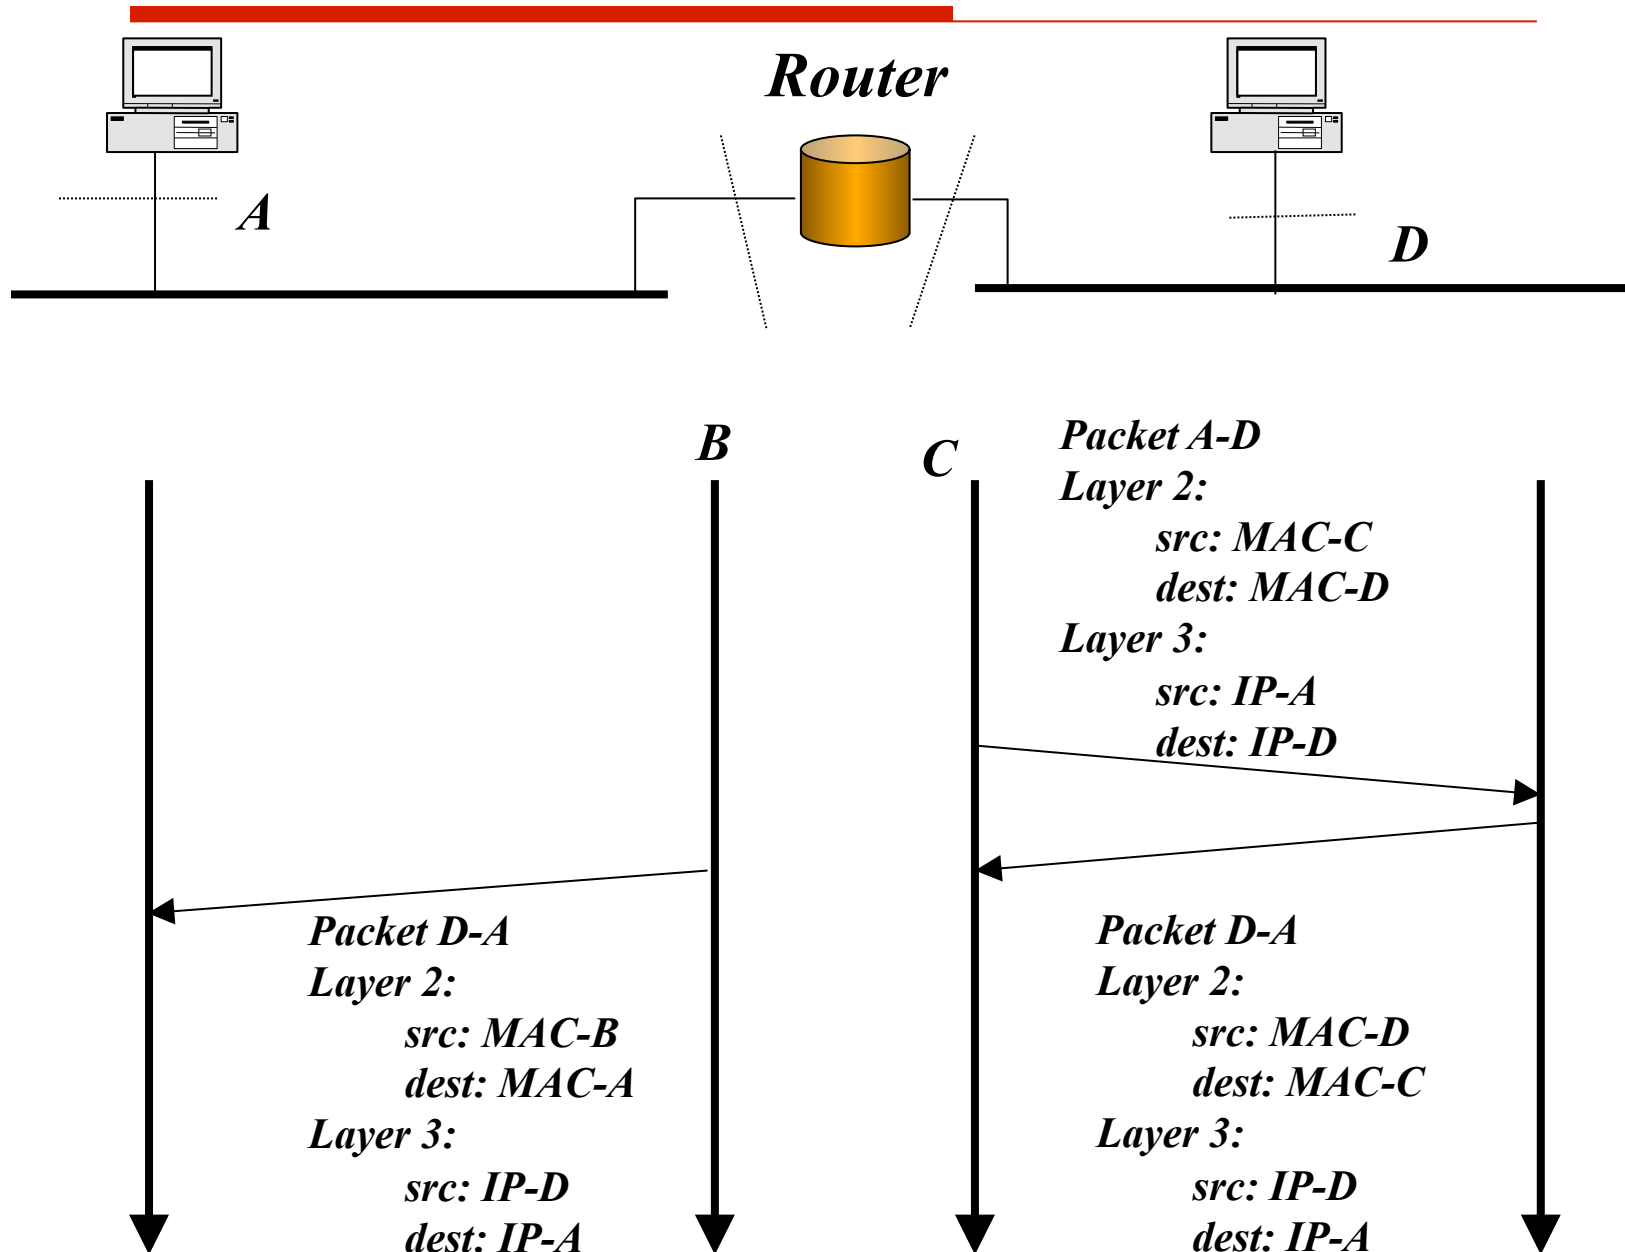 Router
A
D
B
C
Packet A-D
Layer 2:
src: MAC-C
dest: MAC-D
Layer 3:
src: IP-A
dest: IP-D
Packet D-A
Layer 2:
src: MAC-B
dest: MAC-A
Layer 3:
src: IP-D
dest: IP-A
Packet D-A
Layer 2:
src: MAC-D
dest: MAC-C
Layer 3:
src: IP-D
dest: IP-A